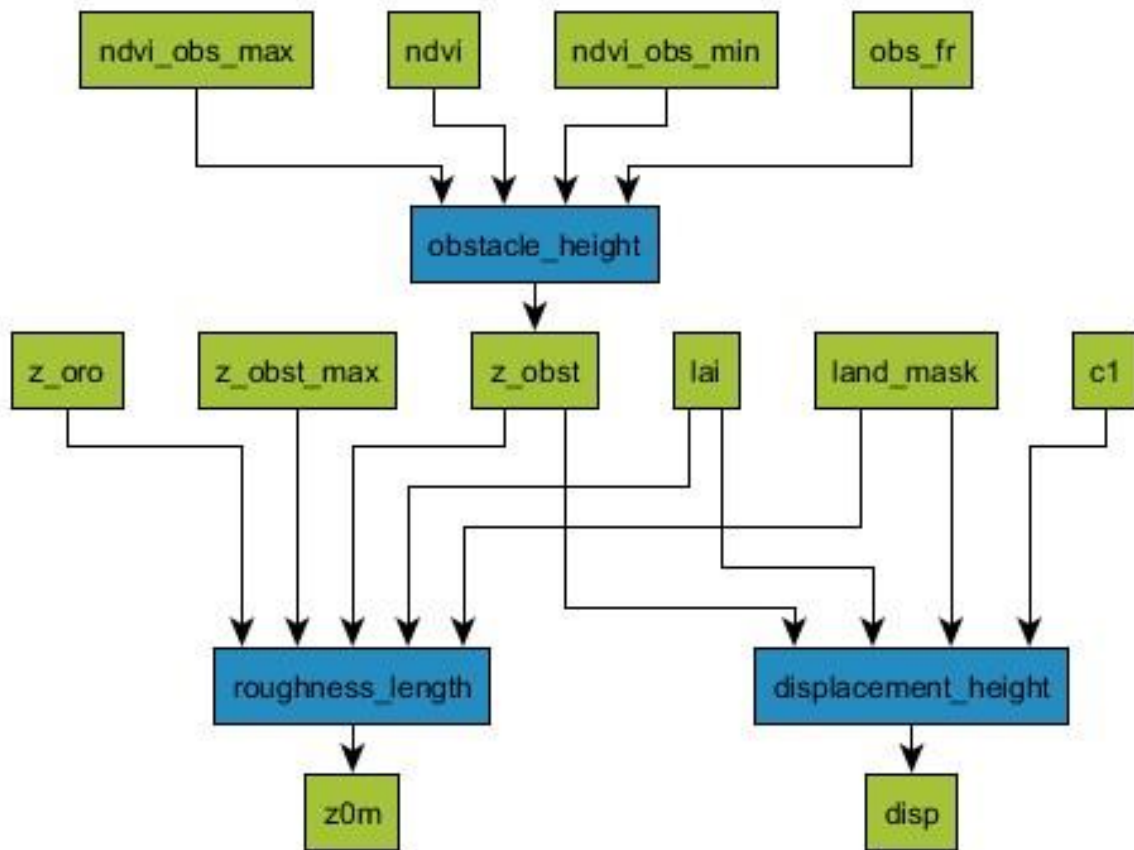 ndvi_obs_max
ndvi
ndvi_obs_min
obs_fr
obstacle_height
z_oro
z_obst_max
z_obst
lai
land_mask
c1
roughness_length
displacement_height
z0m
disp